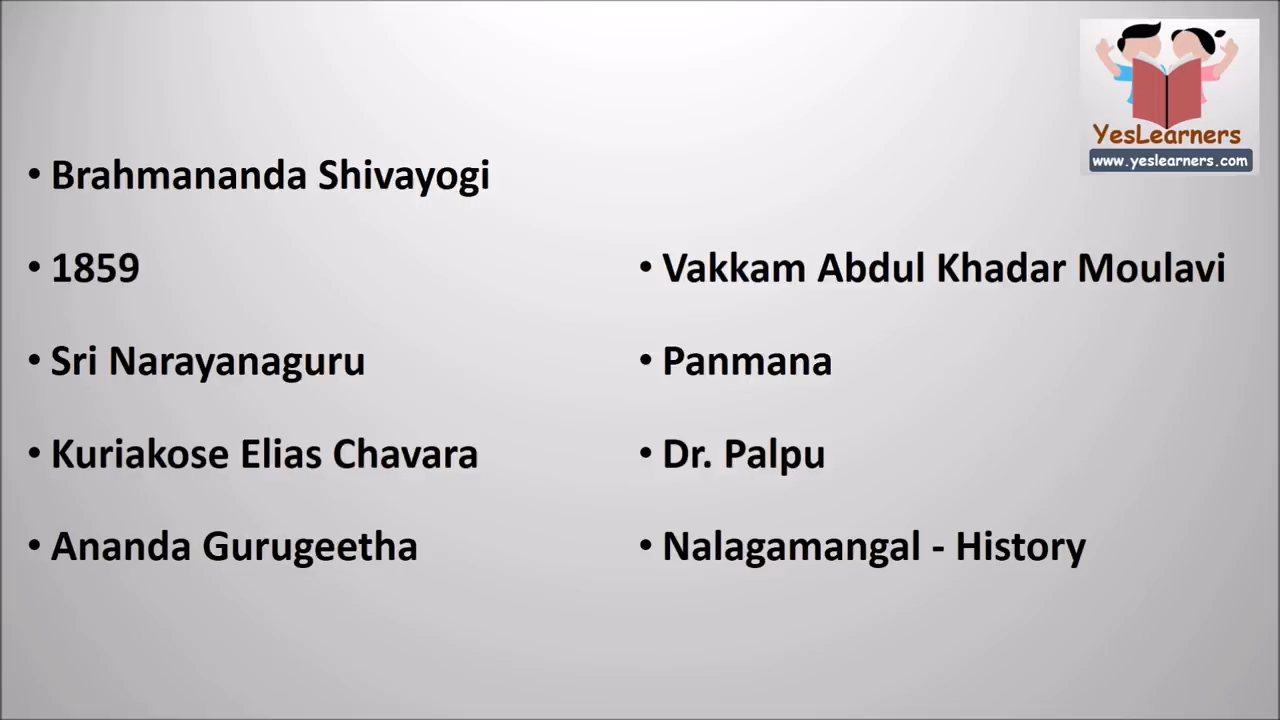 YesLearners
www.yeslearners.com
• Brahmananda Shivayogi
• 1859
• Sri Narayanaguru
• Kuriakose Elias Chavara
• Ananda Gurugeetha
• Vakkam Abdul Khadar Moulavi
• Panmana
• Dr. Palpu
• Nalagamangal - History